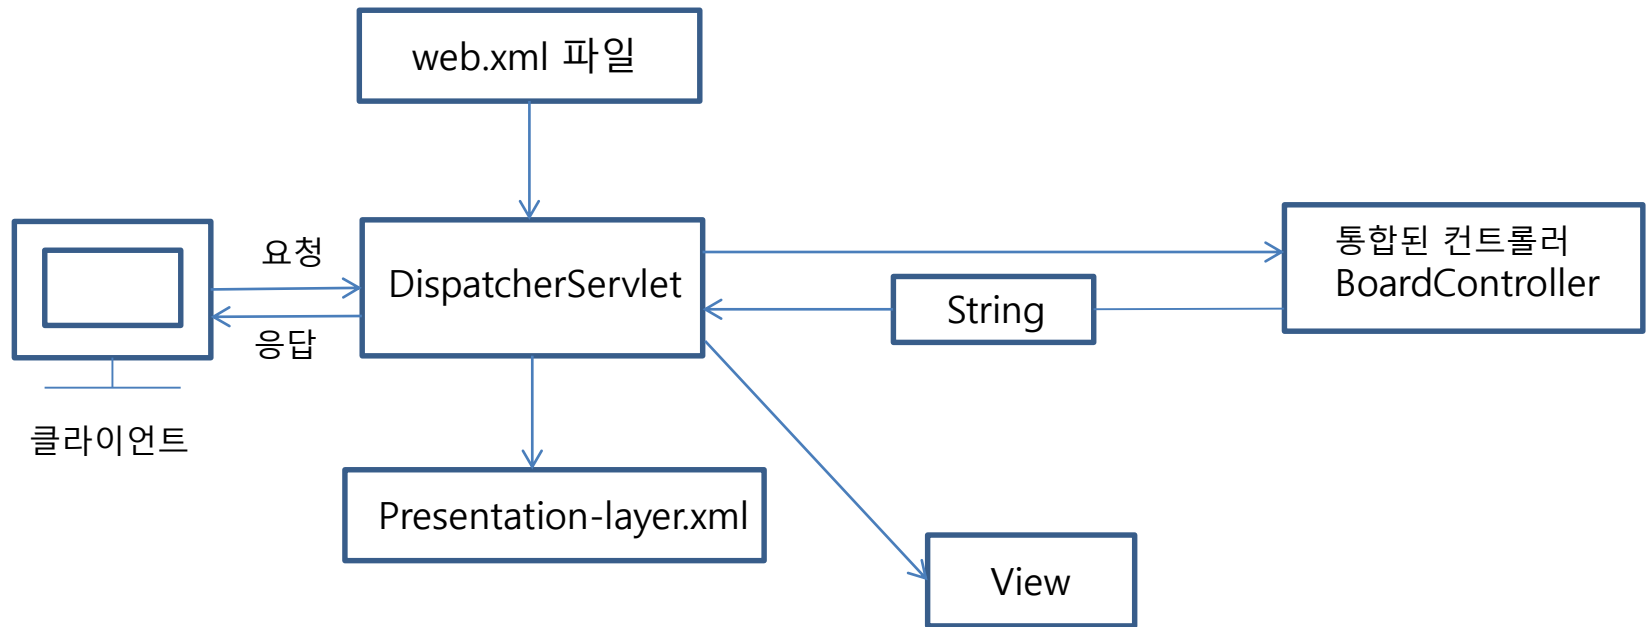 web.xml 파일
요청
DispatcherServlet
통합된 컨트롤러
BoardController
String
응답
클라이언트
Presentation-layer.xml
View